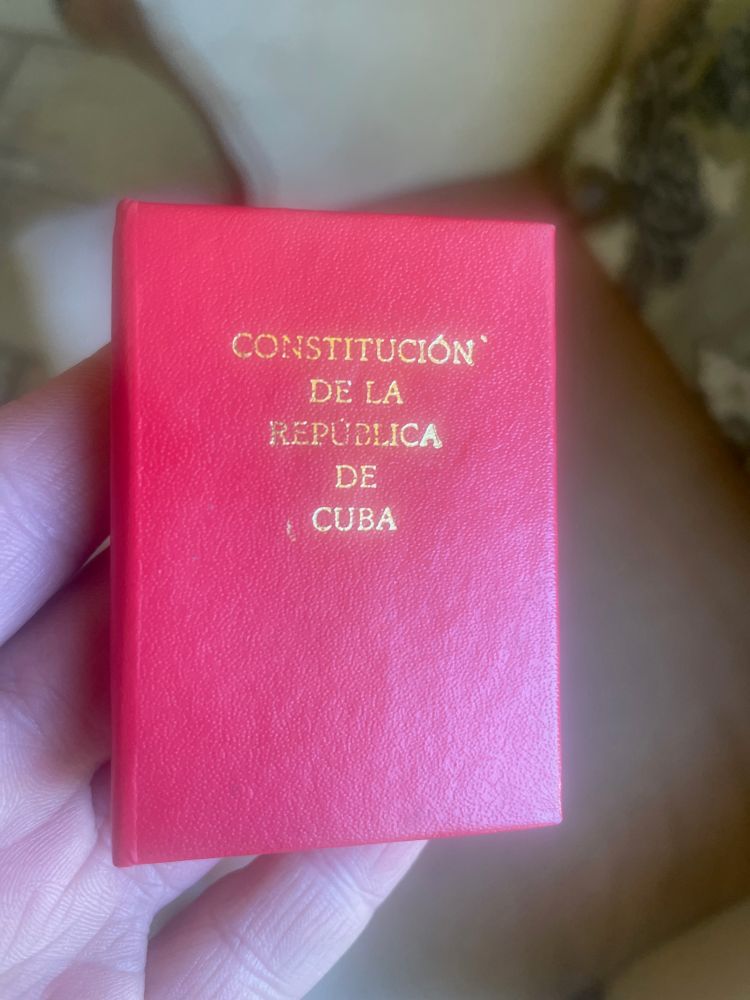 CONSTITUCIÓN
DE LA
REPÚBLICA
DE
CUBA